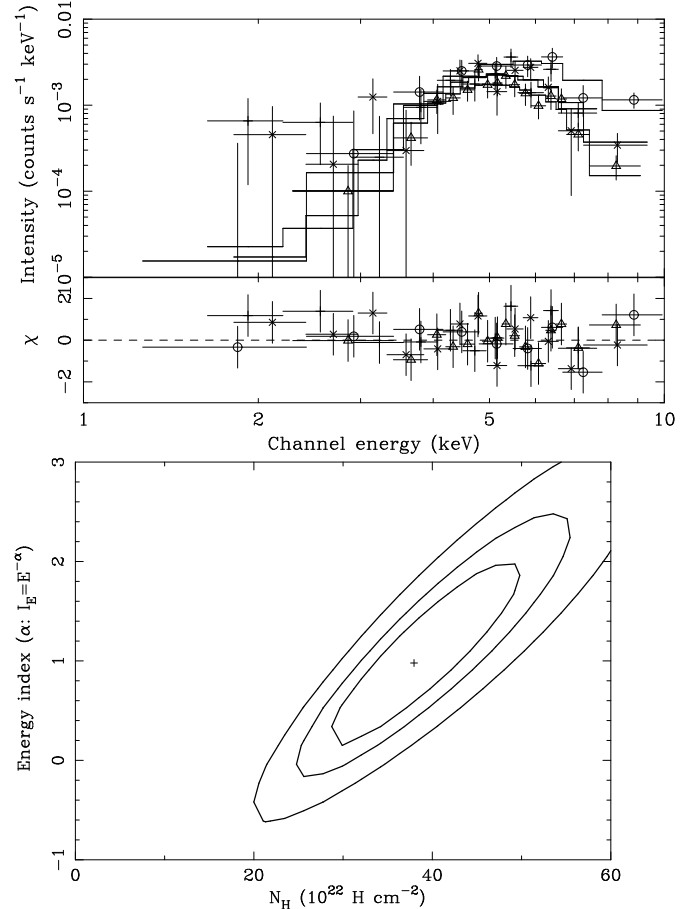 Intensity (counts s⁻¹ keV⁻¹)
0.01
10⁻³
10⁻⁴
10⁻⁵
χ
2
0
−2
1 2 5 10
Channel energy (keV)
Energy index (α: I_E=E^−α)
3
2
1
0
−1
0 20 40 60
N_H (10²² H cm⁻²)